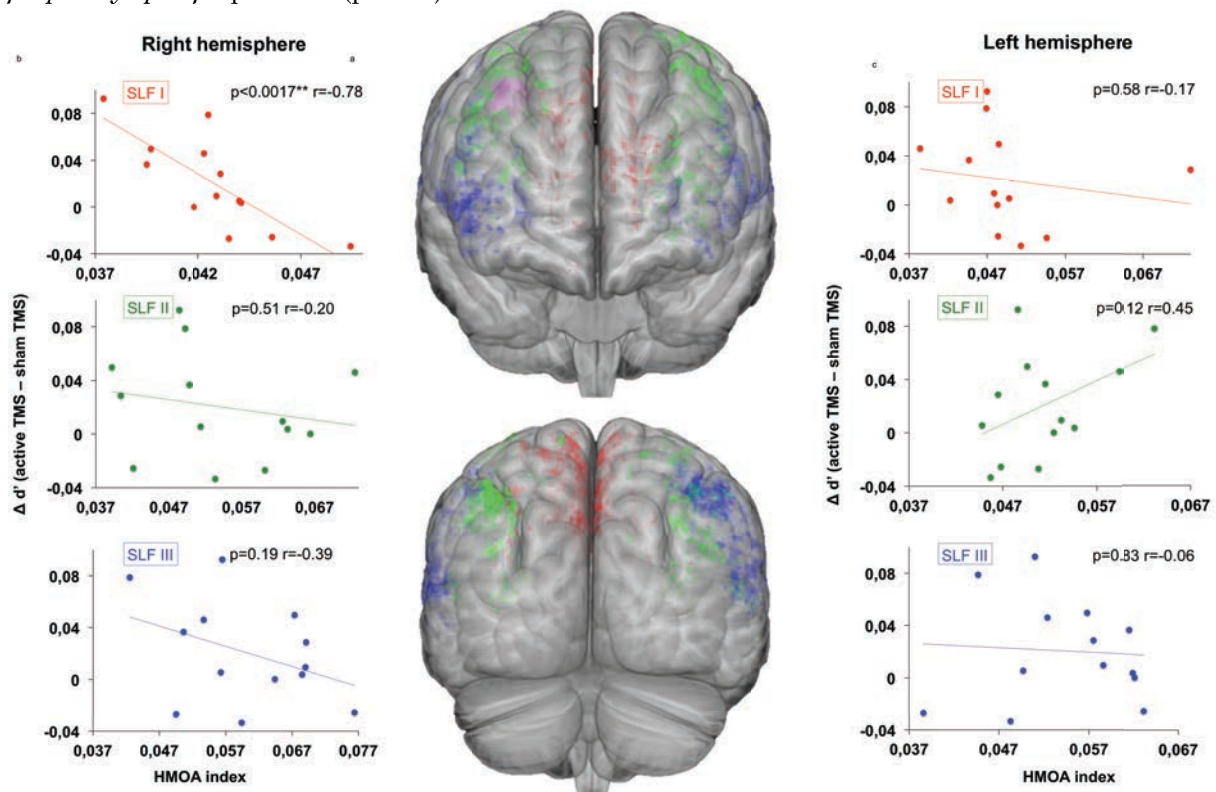 Right hemisphere
b
a
SLF I
p<0.0017** r=-0.78
0,08
0,04
0
-0,04
0,037 0,042 0,047
SLF II
p=0.51 r=-0.20
0,08
0,04
0
-0,04
0,037 0,047 0,057 0,067
SLF III
p=0.19 r=-0.39
0,08
0,04
0
-0,04
0,037 0,047 0,057 0,067 0,077
HMOA index
Δ d' (active TMS – sham TMS)
Left hemisphere
c
SLF I
p=0.58 r=-0.17
0,08
0,04
0
-0,04
0,037 0,047 0,057 0,067
SLF II
p=0.12 r=0.45
0,08
0,04
0
-0,04
0,037 0,047 0,057 0,067
SLF III
p=0.83 r=-0.06
0,08
0,04
0
-0,04
0,037 0,047 0,057 0,067
HMOA index
Δ d' (active TMS – sham TMS)